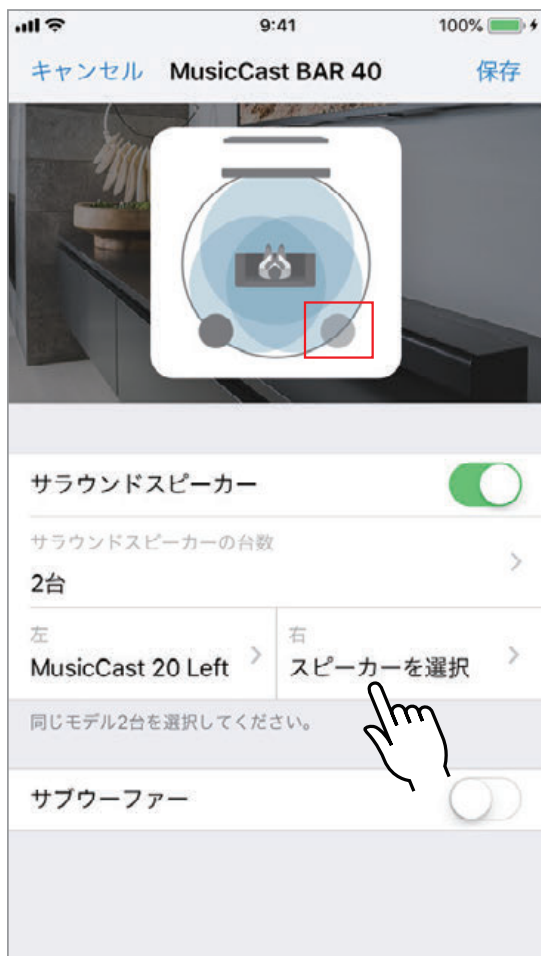 9:41
100%
キャンセル MusicCast BAR 40 保存
サラウンドスピーカー
サラウンドスピーカーの台数
2台
左
MusicCast 20 Left
右
スピーカーを選択
同じモデル2台を選択してください。
サブウーファー